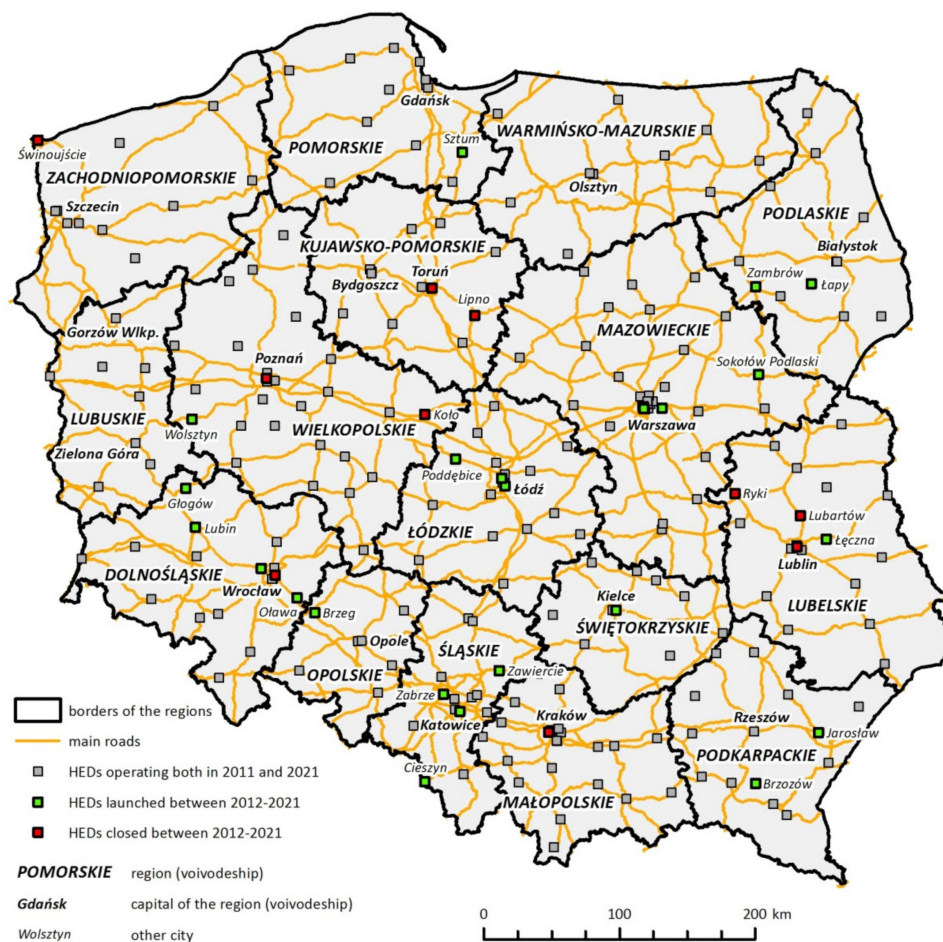 Gdańsk
Sztum
WARMIŃSKO-MAZURSKIE
POMORSKIE
Świnoujście
ZACHODNIOPOMORSKIE
Olsztyn
Szczecin
PODLASKIE
KUJAWSKO-POMORSKIE
Białystok
Toruń
Bydgoszcz
Zambrów
Łapy
Lipno
Gorzów Wlkp.
MAZOWIECKIE
Poznań
Sokołów Podlaski
LUBUSKIE
Koło
Wolsztyn
WIELKOPOLSKIE
Warszawa
Zielona Góra
Poddębice
Łódź
Głogów
Ryki
Lubin
Lubartów
ŁÓDZKIE
Łęczna
Lublin
DOLNOŚLĄSKIE
Wrocław
Kielce
LUBELSKIE
Oława
Brzeg
ŚWIĘTOKRZYSKIE
Opole
ŚLĄSKIE
OPOLSKIE
Zawiercie
Zabrze
Katowice
Kraków
Rzeszów
Jarosław
PODKARPACKIE
Cieszyn
Brzozów
MAŁOPOLSKIE
borders of the regions
main roads
HEDs operating both in 2011 and 2021
HEDs launched between 2012-2021
HEDs closed between 2012-2021
POMORSKIE region (voivodeship)
Gdańsk capital of the region (voivodeship)
Wolsztyn other city
0 100 200 km